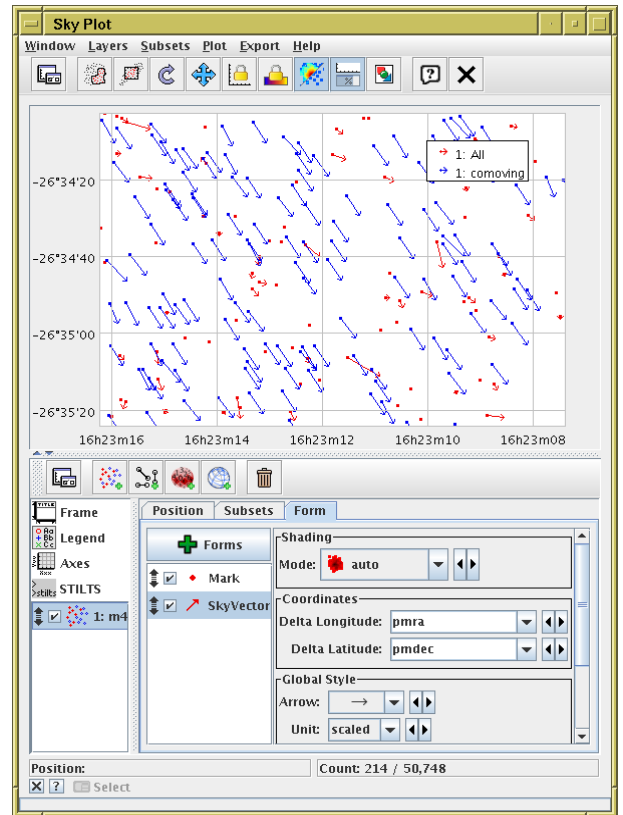 Sky Plot
Window Layers Subsets Plot Export Help
1: All
1: comoving
-26°34'20
-26°34'40
-26°35'00
-26°35'20
16h23m16 16h23m14 16h23m12 16h23m10 16h23m08
Frame
Legend
Axes
STILTS
1: m4
Position Subsets Form
Forms
Mark
SkyVector
Shading
Mode: auto
Coordinates
Delta Longitude: pmra
Delta Latitude: pmdec
Global Style
Arrow:
Unit: scaled
Position:
Count: 214 / 50,748
Select